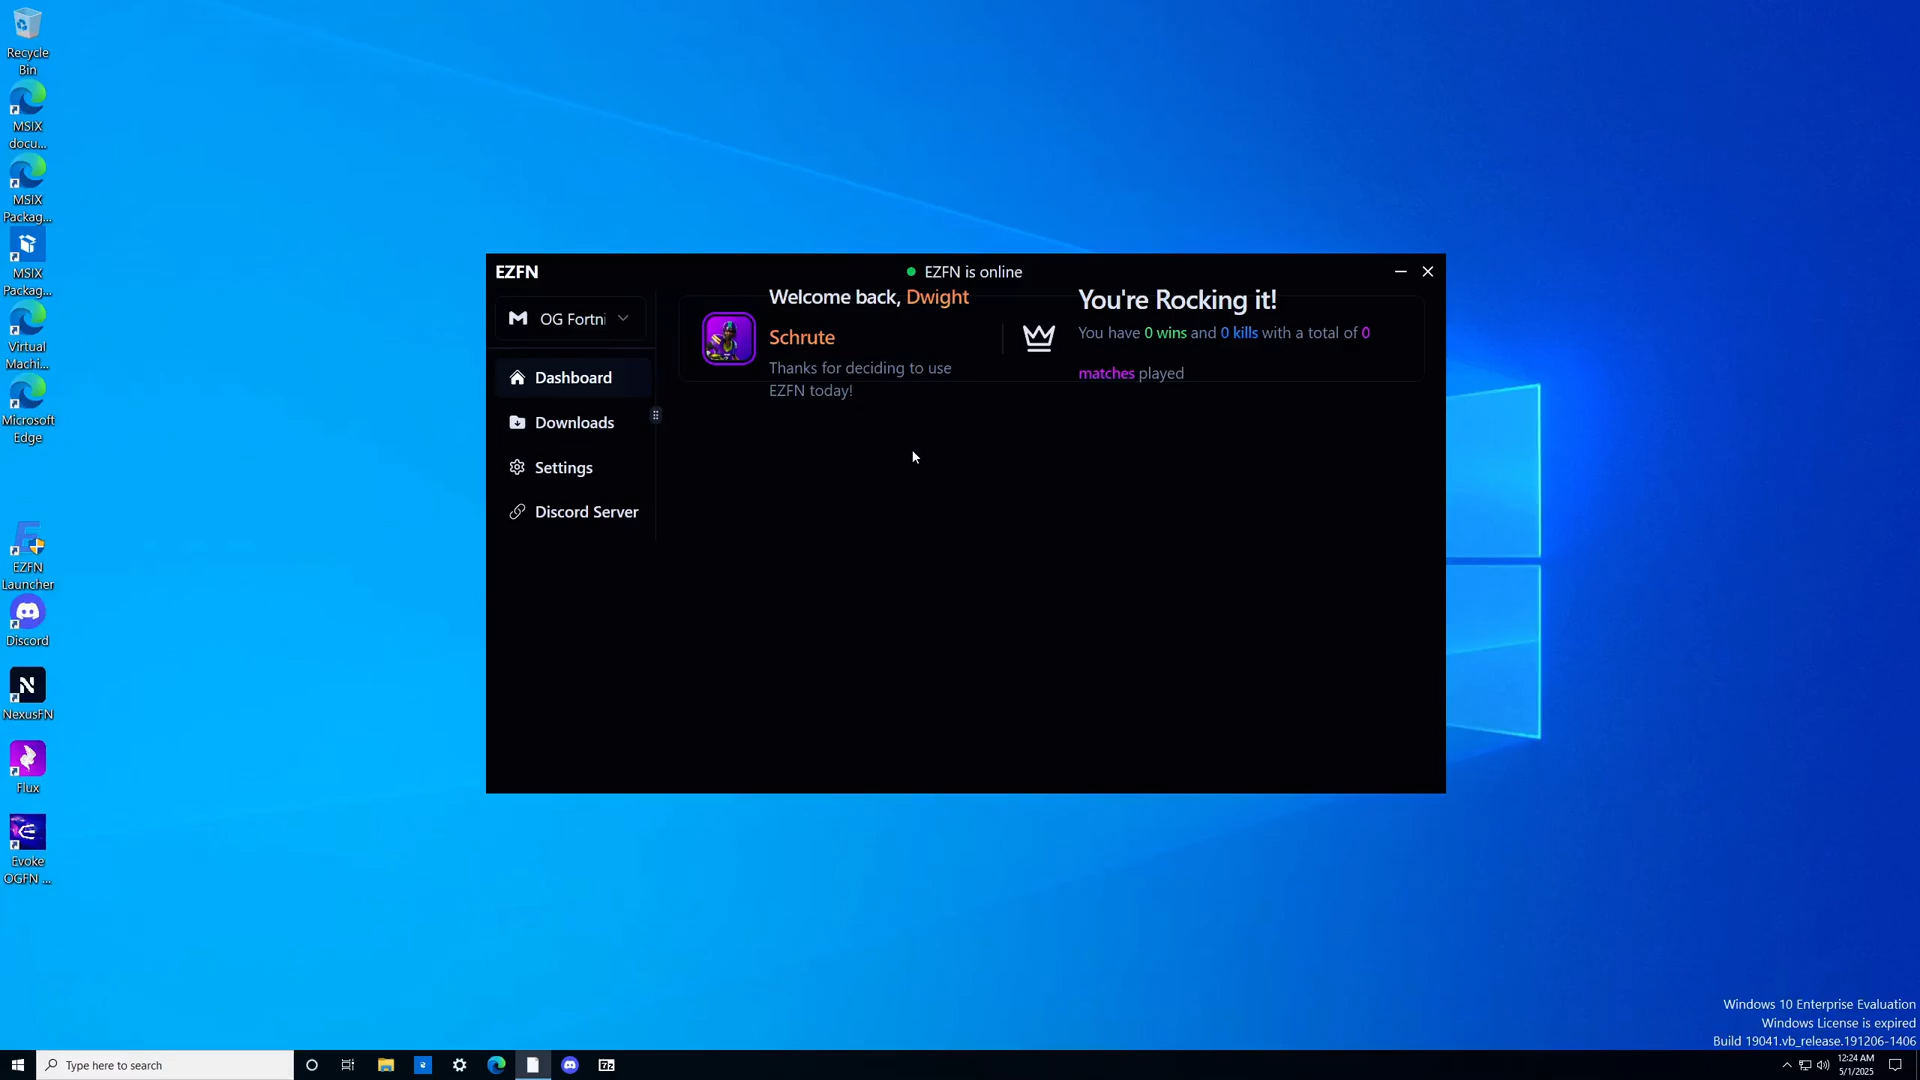 Recycle
Bin
MSIX
docu...
MSIX
Packag...
MSIX
Packag...
Virtual
Machi...
Microsoft
Edge
EZFN
Launcher
Discord
NexusFN
Flux
Evoke
OGFN ...
EZFN
EZFN is online
OG Fortni
Dashboard
Downloads
Settings
Discord Server
Welcome back, Dwight
Schrute
Thanks for deciding to use
EZFN today!
You're Rocking it!
You have 0 wins and 0 kills with a total of 0
matches played
Windows 10 Enterprise Evaluation
Windows License is expired
Build 19041.vb_release.191206-1406
Type here to search
12:24 AM
5/1/2025